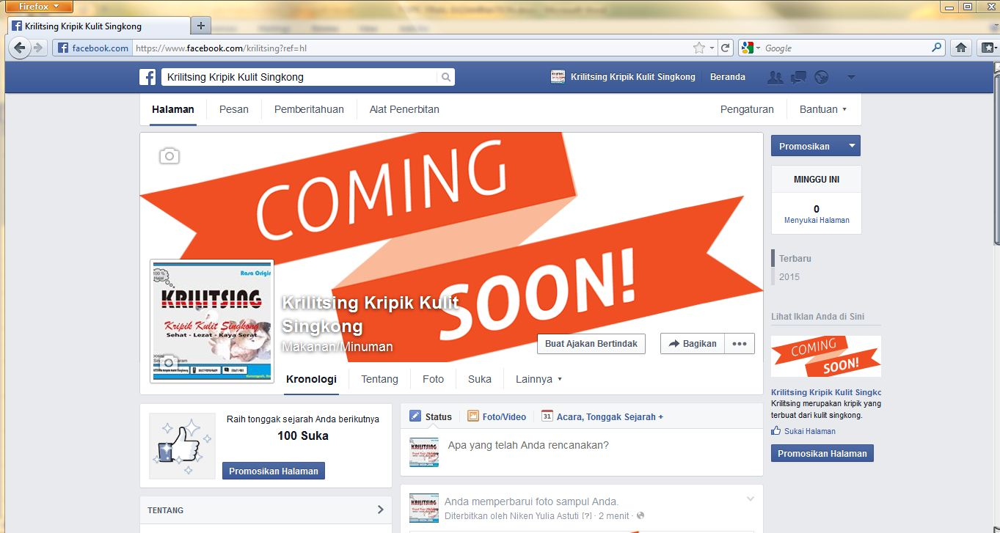 Firefox
Krilitsing Kripik Kulit Singkong
facebook.com
https://www.facebook.com/krilitsing?ref=hl
Google
Krilitsing Kripik Kulit Singkong
Krilitsing Kripik Kulit Singkong
Beranda
Halaman
Pesan
Pemberitahuan
Alat Penerbitan
Pengaturan
Bantuan
COMING
SOON!
100 %
Halal
Rasa Origin
KRILITSING
Kripik Kulit Singkong
Sehat - Lezat - Kaya Serat
Krilitsing Kripik Kulit
Singkong
Makanan/Minuman
Buat Ajakan Bertindak
Bagikan
Kronologi
Tentang
Foto
Suka
Lainnya
Promosikan
MINGGU INI
0
Menyukai Halaman
Terbaru
2015
Lihat Iklan Anda di Sini
COMING
SOON!
Krilitsing Kripik Kulit Singkc
Krilitsing merupakan kripik yang
terbuat dari kulit singkong.
Sukai Halaman
Promosikan Halaman
Raih tonggak sejarah Anda berikutnya
100 Suka
Promosikan Halaman
TENTANG
Status
Foto/Video
31
Acara, Tonggak Sejarah +
KRILITSING
Apa yang telah Anda rencanakan?
KRILITSING
Anda memperbarui foto sampul Anda.
Diterbitkan oleh Niken Yulia Astuti [?] · 2 menit ·